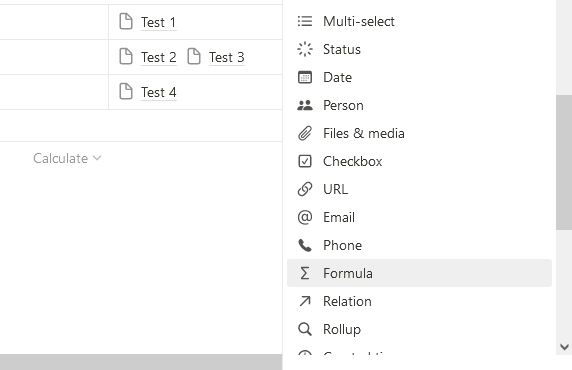 Test 1
Test 2 Test 3
Test 4
Calculate
Multi-select
Status
Date
Person
Files & media
Checkbox
URL
Email
Phone
Formula
Relation
Rollup